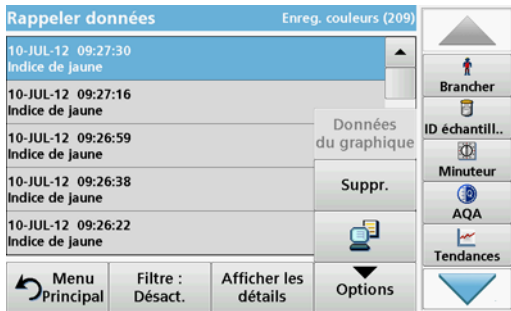 Rappeler données
Enreg. couleurs (209)
10-JUL-12 09:27:30
Indice de jaune
10-JUL-12 09:27:16
Indice de jaune
10-JUL-12 09:26:59
Indice de jaune
10-JUL-12 09:26:38
Indice de jaune
10-JUL-12 09:26:22
Indice de jaune
Données
du graphique
Suppr.
Menu
Principal
Filtre :
Désact.
Afficher les
détails
Options
Brancher
ID échantill..
Minuteur
AQA
Tendances